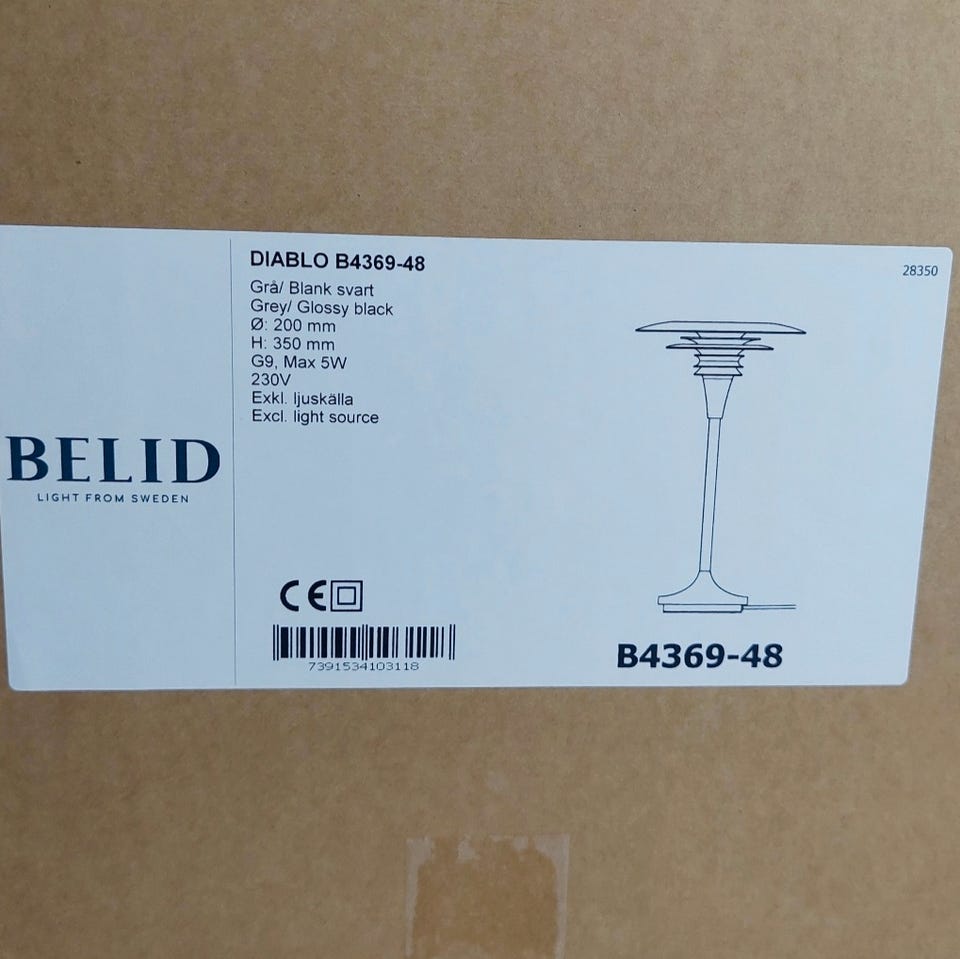 BELID
LIGHT FROM SWEDEN
DIABLO B4369-48
Grå/ Blank svart
Grey/ Glossy black
Ø: 200 mm
H: 350 mm
G9, Max 5W
230V
Exkl. ljuskälla
Excl. light source
CE
7391534103118
28350
B4369-48